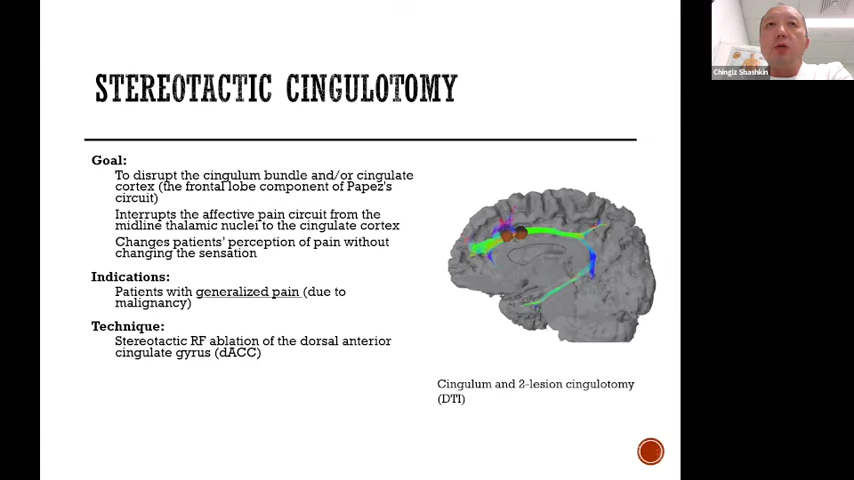 STEREOTACTIC CINGULOTOMY
Goal:
To disrupt the cingulum bundle and/or cingulate
cortex (the frontal lobe component of Papez's
circuit)
Interrupts the affective pain circuit from the
midline thalamic nuclei to the cingulate cortex
Changes patients' perception of pain without
changing the sensation
Indications:
Patients with generalized pain (due to
malignancy)
Technique:
Stereotactic RF ablation of the dorsal anterior
cingulate gyrus (dACC)
Cingulum and 2-lesion cingulotomy
(DTI)
Chingiz Shashkin